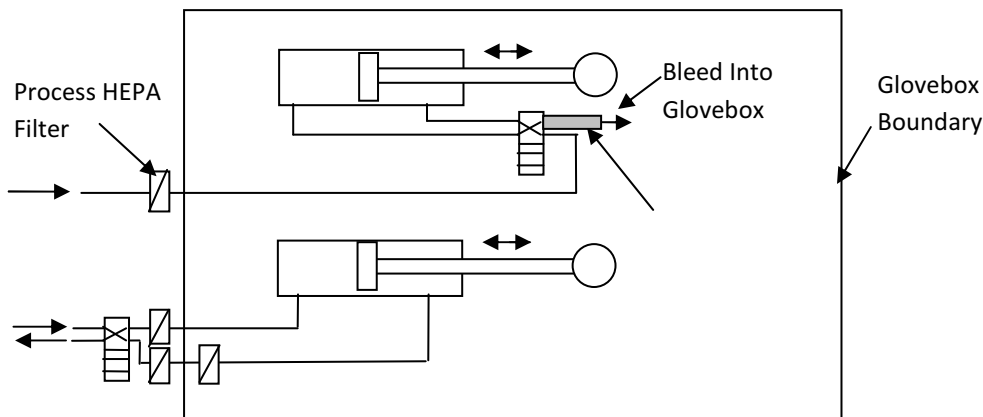 Process HEPA
Filter
Bleed Into
Glovebox
Glovebox
Boundary